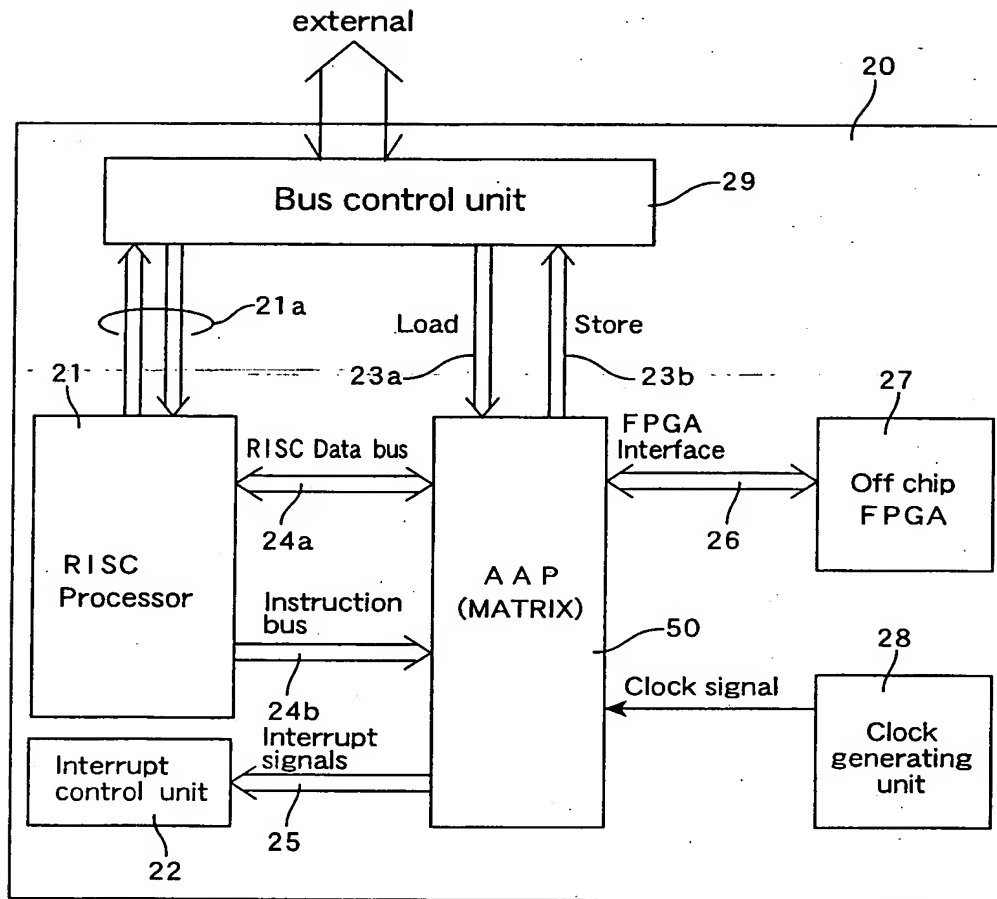 external
20
Bus control unit
29
21a
Load
Store
23a
23b
21
27
RISC Data bus
FPGA
Interface
24a
26
Off chip
FPGA
RISC
Processor
AAP
(MATRIX)
Instruction
bus
50
28
24b
Clock signal
Interrupt
signals
Clock
generating
unit
Interrupt
control unit
25
22